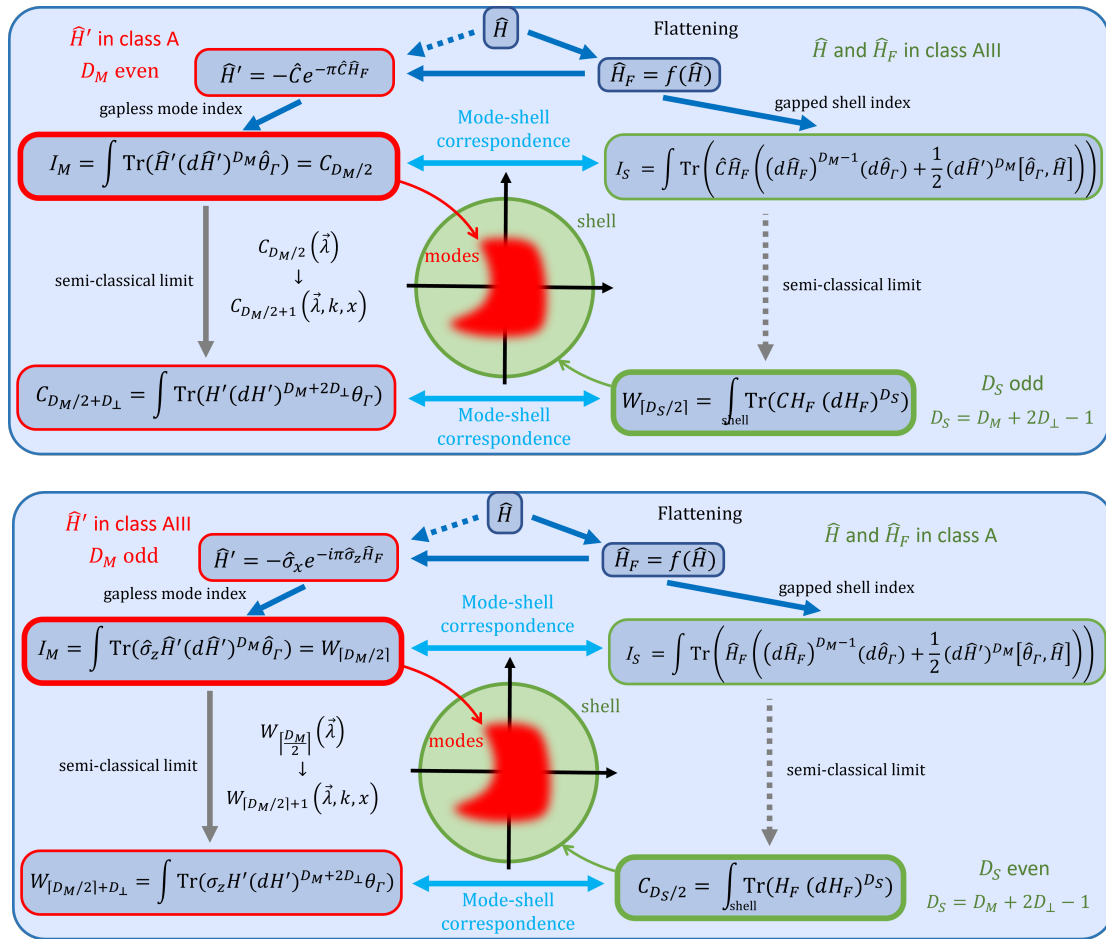 Ĥ
Flattening
Ĥ′ in class A
D_M even
Ĥ and Ĥ_F in class AIII
Ĥ′ = −Ĉe^{−πĈĤ_F}
Ĥ_F = f(Ĥ)
gapless mode index
gapped shell index
Mode-shell
correspondence
I_M = ∫ Tr(Ĥ′(dĤ′)^{D_M}θ̂_Γ) = C_{D_M/2}
I_S = ∫ Tr(ĈĤ_F((dĤ_F)^{D_M−1}(dθ̂_Γ) + 1/2(dĤ′)^{D_M}[θ̂_Γ, Ĥ]))
shell
modes
C_{D_M/2}(λ⃗)
↓
C_{D_M/2+1}(λ⃗, k, x)
semi-classical limit
semi-classical limit
C_{D_M/2+D_⊥} = ∫ Tr(H′(dH′)^{D_M+2D_⊥}θ_Γ)
Mode-shell
correspondence
W_{⌈D_S/2⌉} = ∫_{shell} Tr(CH_F (dH_F)^{D_S})
D_S odd
D_S = D_M + 2D_⊥ − 1
Ĥ
Flattening
Ĥ′ in class AIII
D_M odd
Ĥ and Ĥ_F in class A
Ĥ′ = −σ̂_xe^{−iπσ̂_zĤ_F}
Ĥ_F = f(Ĥ)
gapless mode index
gapped shell index
Mode-shell
correspondence
I_M = ∫ Tr(σ̂_zĤ′(dĤ′)^{D_M}θ̂_Γ) = W_{⌈D_M/2⌉}
I_S = ∫ Tr(Ĥ_F((dĤ_F)^{D_M−1}(dθ̂_Γ) + 1/2(dĤ′)^{D_M}[θ̂_Γ, Ĥ]))
shell
modes
W_{⌈D_M/2⌉}(λ⃗)
↓
W_{⌈D_M/2⌉+1}(λ⃗, k, x)
semi-classical limit
semi-classical limit
W_{⌈D_M/2⌉+D_⊥} = ∫ Tr(σ_zH′(dH′)^{D_M+2D_⊥}θ_Γ)
Mode-shell
correspondence
C_{D_S/2} = ∫_{shell} Tr(H_F (dH_F)^{D_S})
D_S even
D_S = D_M + 2D_⊥ − 1